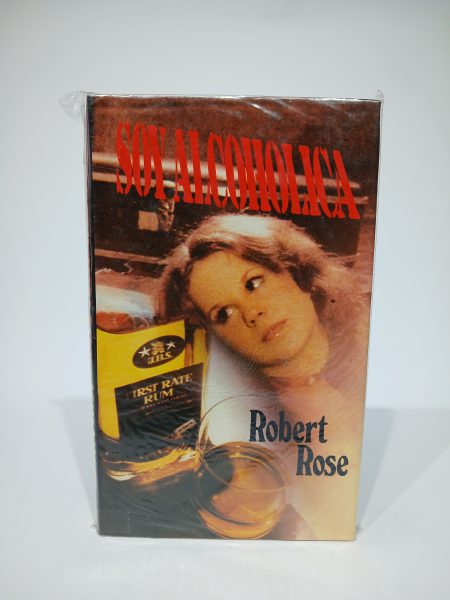 SOY ALCOHOLICA
J.B.S.
FIRST RATE
RUM
Robert
Rose